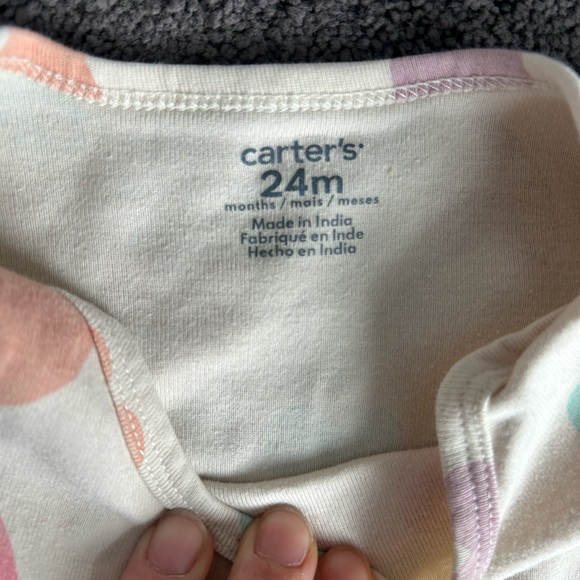 carter's
24m
months / mois / meses
Made in India
Fabriqué en Inde
Hecho en India